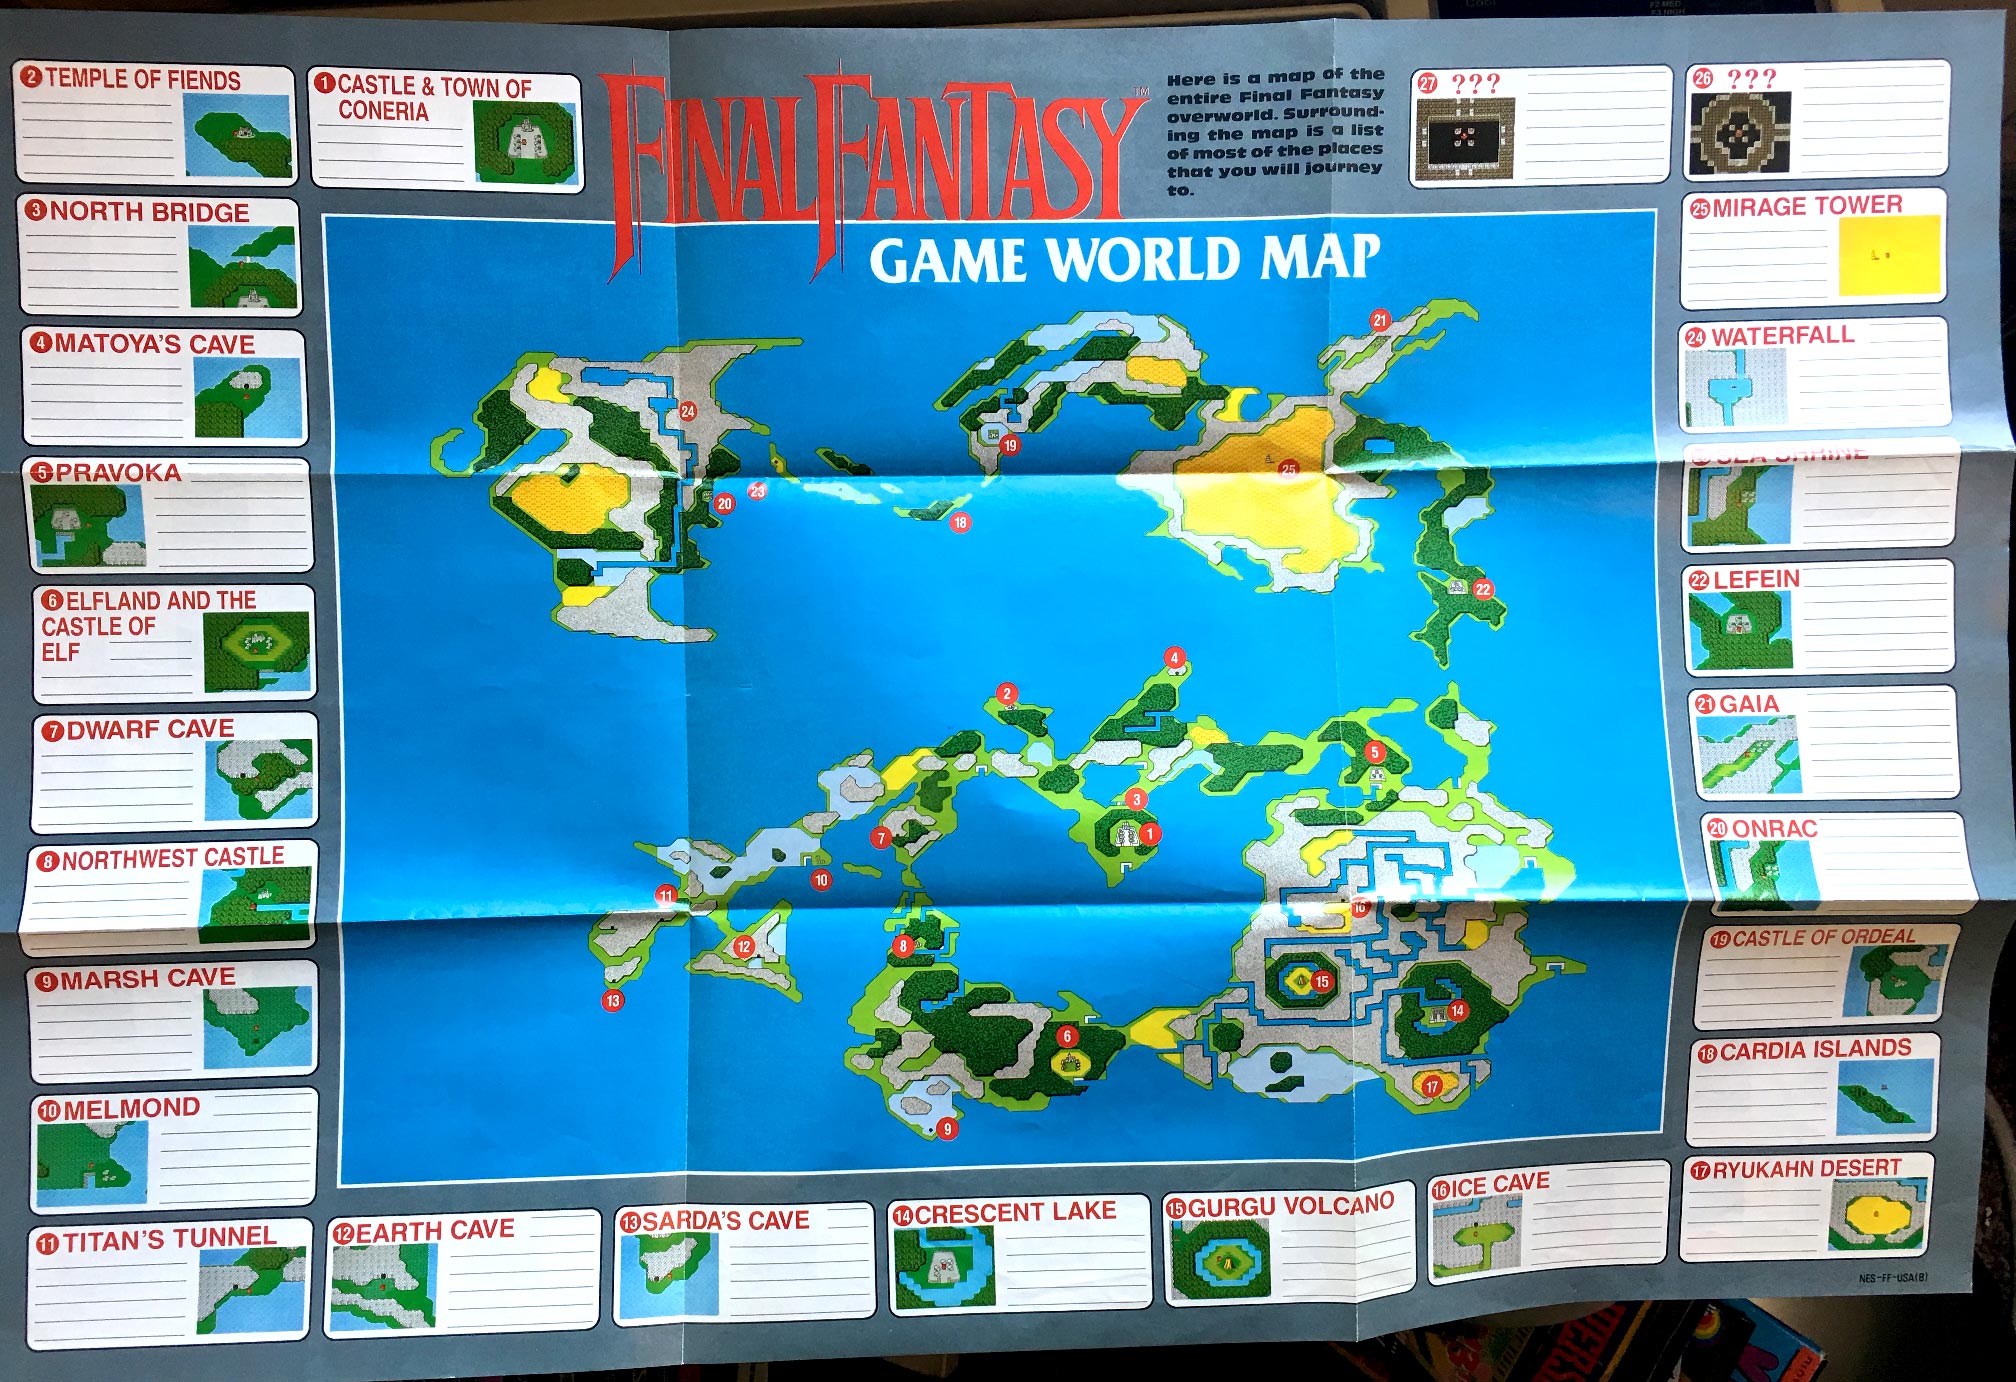 2 TEMPLE OF FIENDS
1 CASTLE & TOWN OF
CONERIA
FINAL FANTASY™
GAME WORLD MAP
Here is a map of the
entire Final Fantasy
overworld. Surround-
ing the map is a list
of most of the places
that you will journey
to.
27 ???
26 ???
3 NORTH BRIDGE
4 MATOYA'S CAVE
5 PRAVOKA
6 ELFLAND AND THE
CASTLE OF
ELF
7 DWARF CAVE
8 NORTHWEST CASTLE
9 MARSH CAVE
10 MELMOND
11 TITAN'S TUNNEL
12 EARTH CAVE
13 SARDA'S CAVE
14 CRESCENT LAKE
15 GURGU VOLCANO
16 ICE CAVE
17 RYUKAHN DESERT
18 CARDIA ISLANDS
19 CASTLE OF ORDEAL
20 ONRAC
21 GAIA
22 LEFEIN
SEA SHRINE
24 WATERFALL
25 MIRAGE TOWER
21
24
19
25
20
23
18
22
4
2
5
3
1
7
10
11
16
8
12
13
15
14
6
17
9
NES-FF-USA(B)